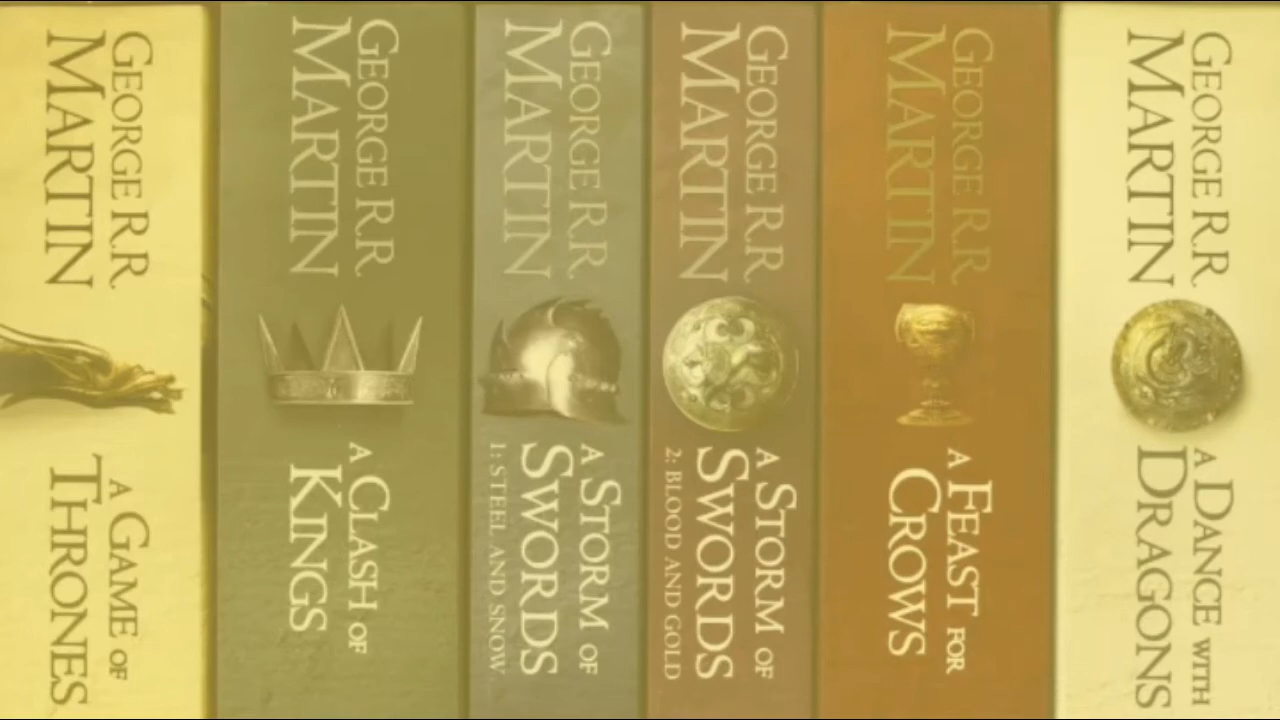 GEORGE R.R.
MARTIN
A GAME OF
THRONES
GEORGE R.R.
MARTIN
A CLASH OF
KINGS
GEORGE R.R.
MARTIN
A STORM OF
SWORDS
1: STEEL AND SNOW
GEORGE R.R.
MARTIN
A STORM OF
SWORDS
2: BLOOD AND GOLD
GEORGE R.R.
MARTIN
A FEAST FOR
CROWS
GEORGE R.R.
MARTIN
A DANCE WITH
DRAGONS